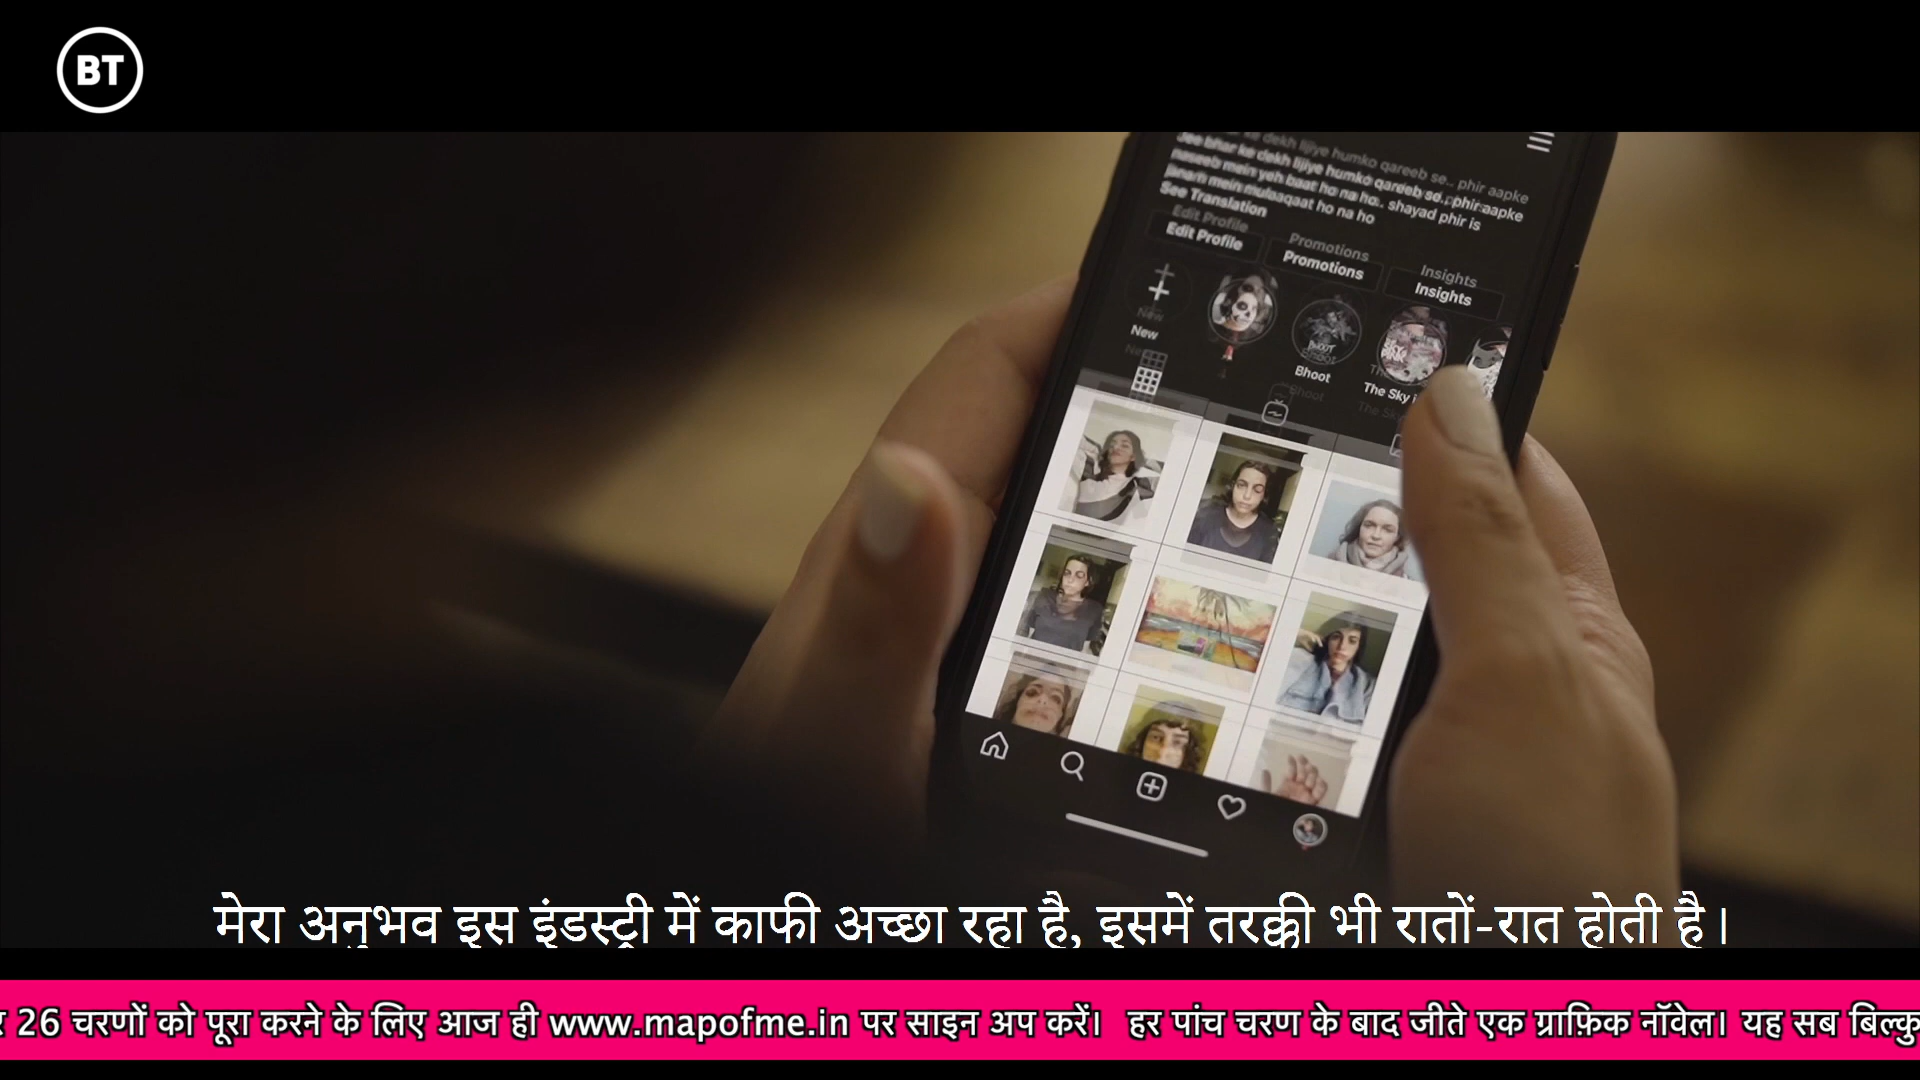 BT
Jee bhar ke dekh lijiye humko qareeb se.. phir aapke
naseeb mein yeh baat ho na ho.. shayad phir is
janam mein mulaaqaat ho na ho
See Translation
Edit Profile
Promotions
Insights
New
Bhoot
The Sky i
मेरा अनुभव इस इंडस्ट्री में काफी अच्छा रहा है, इसमें तरक्की भी रातों-रात होती है।
26 चरणों को पूरा करने के लिए आज ही www.mapofme.in पर साइन अप करें। हर पांच चरण के बाद जीते एक ग्राफ़िक नॉवेल। यह सब बिल्कु